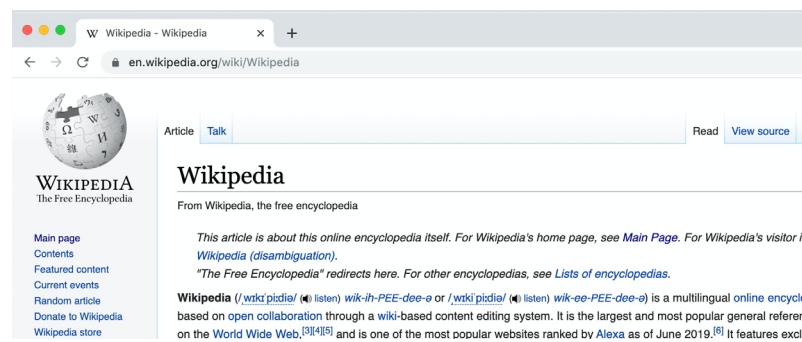 Wikipedia - Wikipedia
en.wikipedia.org/wiki/Wikipedia
WIKIPEDIA
The Free Encyclopedia
Main page
Contents
Featured content
Current events
Random article
Donate to Wikipedia
Wikipedia store
Article Talk Read View source
Wikipedia
From Wikipedia, the free encyclopedia
This article is about this online encyclopedia itself. For Wikipedia's home page, see Main Page. For Wikipedia's visitor i
Wikipedia (disambiguation).
"The Free Encyclopedia" redirects here. For other encyclopedias, see Lists of encyclopedias.
Wikipedia (/ˌwɪkɪˈpiːdiə/ (listen) wik-ih-PEE-dee-ə or /ˌwɪkiˈpiːdiə/ (listen) wik-ee-PEE-dee-ə) is a multilingual online encycl
based on open collaboration through a wiki-based content editing system. It is the largest and most popular general referen
on the World Wide Web,[3][4][5] and is one of the most popular websites ranked by Alexa as of June 2019.[6] It features excl